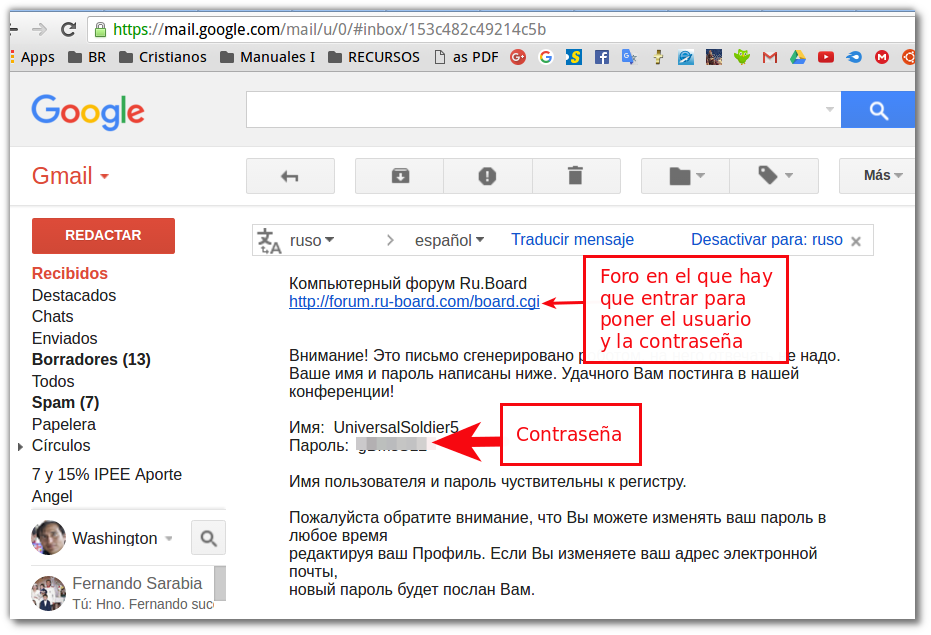 https://mail.google.com/mail/u/0/#inbox/153c482c49214c5b
Apps BR Cristianos Manuales I RECURSOS as PDF
Google
Gmail
Más
REDACTAR
ruso español Traducir mensaje Desactivar para: ruso
Recibidos
Destacados
Chats
Enviados
Borradores (13)
Todos
Spam (7)
Papelera
Círculos
7 y 15% IPEE Aporte
Angel
Washington
Fernando Sarabia
Tú: Hno. Fernando suc
Компьютерный форум Ru.Board
http://forum.ru-board.com/board.cgi
Foro en el que hay
que entrar para
poner el usuario
y la contraseña
Внимание! Это письмо сгенерировано надо.
Ваше имя и пароль написаны ниже. Удачного Вам постинга в нашей
конференции!
Имя: UniversalSoldier5
Пароль:
Contraseña
Имя пользователя и пароль чуствительны к регистру.
Пожалуйста обратите внимание, что Вы можете изменять ваш пароль в
любое время
редактируя ваш Профиль. Если Вы изменяете ваш адрес электронной
почты,
новый пароль будет послан Вам.